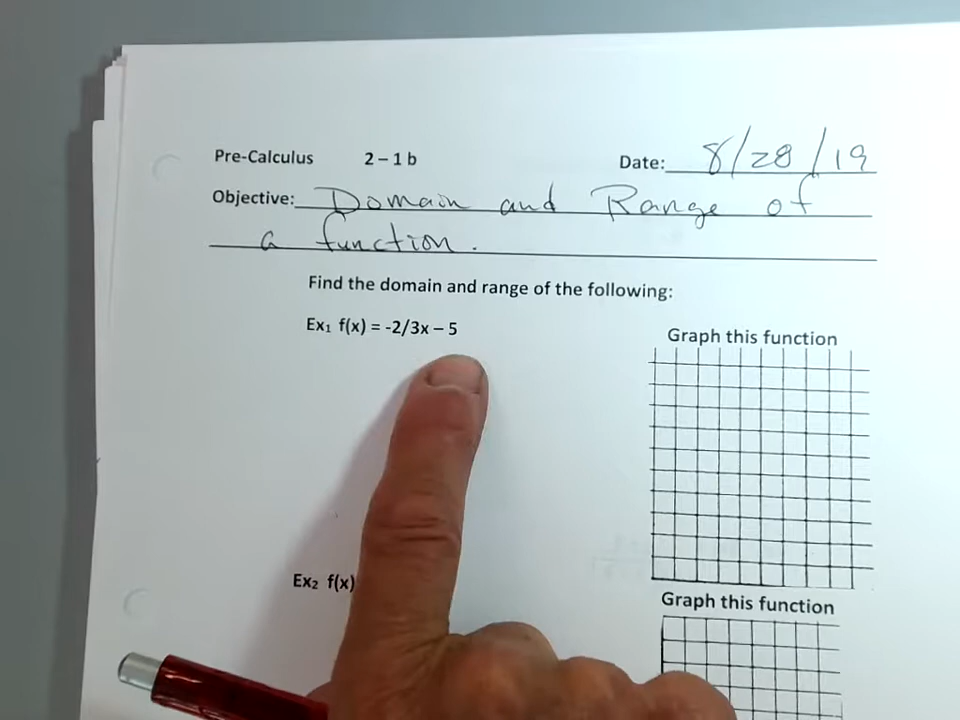 Pre-Calculus 2 – 1 b Date: 8/28/19
Objective: Domain and Range of
a function.
Find the domain and range of the following:
Ex₁ f(x) = -2/3x – 5
Graph this function
Ex₂ f(x)
Graph this function